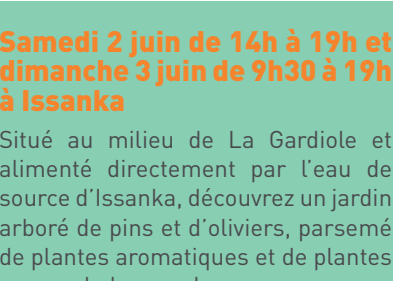 Samedi 2 juin de 14h à 19h et
dimanche 3 juin de 9h30 à 19h
à Issanka
Situé au milieu de La Gardiole et
alimenté directement par l'eau de
source d'Issanka, découvrez un jardin
arboré de pins et d'oliviers, parsemé
de plantes aromatiques et de plantes